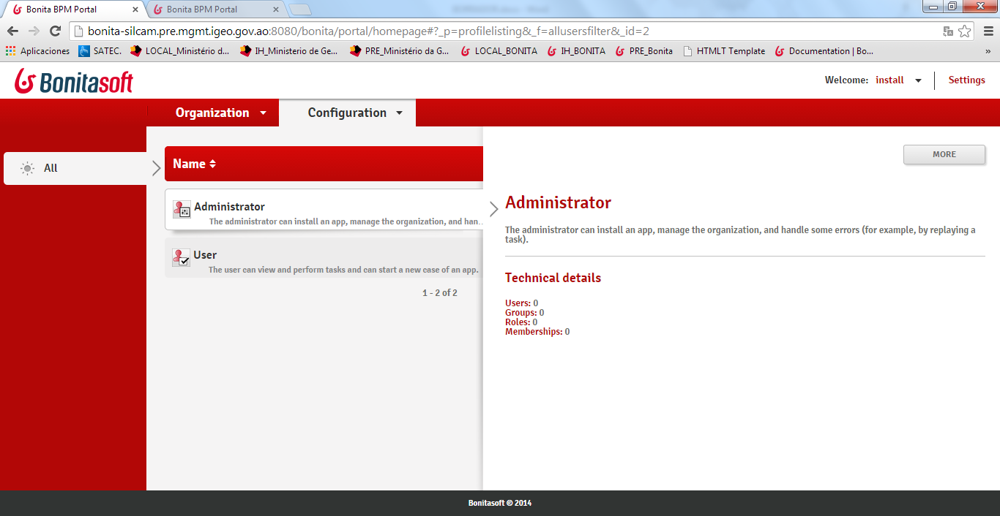 Bonita BPM Portal
Bonita BPM Portal
bonita-silcam.pre.mgmt.igeo.gov.ao:8080/bonita/portal/homepage#?_p=profilelisting&_f=allusersfilter&_id=2
Aplicaciones SATEC. LOCAL_Ministério d... IH_Ministerio de Ge... PRE_Ministério da G... LOCAL_BONITA IH_BONITA PRE_Bonita HTMLT Template Documentation | Bo... »
Bonitasoft
Welcome: install Settings
Organization Configuration
All
Name
Administrator
The administrator can install an app, manage the organization, and han...
User
The user can view and perform tasks and can start a new case of an app.
1 - 2 of 2
MORE
Administrator
The administrator can install an app, manage the organization, and handle some errors (for example, by replaying a
task).
Technical details
Users: 0
Groups: 0
Roles: 0
Memberships: 0
Bonitasoft © 2014